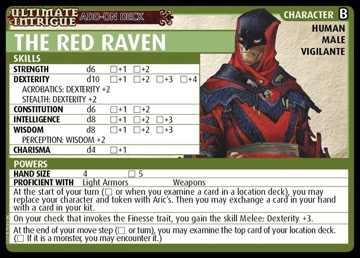 ULTIMATE INTRIGUE ADD-ON DECK CHARACTER B
THE RED RAVEN
HUMAN
MALE
VIGILANTE
SKILLS
STRENGTH d6 □+1 □+2
DEXTERITY d10 □+1 □+2 □+3 □+4
ACROBATICS: DEXTERITY +2
STEALTH: DEXTERITY +2
CONSTITUTION d6 □+1 □+2
INTELLIGENCE d8 □+1 □+2 □+3
WISDOM d8 □+1 □+2 □+3
PERCEPTION: WISDOM +2
CHARISMA d4 □+1
POWERS
HAND SIZE 4 □5
PROFICIENT WITH Light Armors Weapons
At the start of your turn (□ or when you examine a card in a location deck), you may
replace your character and token with Aric's. Then you may exchange a card in your hand
with a card in your kit.
On your check that invokes the Finesse trait, you gain the skill Melee: Dexterity +3.
At the end of your move step (□ or turn), you may examine the top card of your location deck.
(□ If it is a monster, you may encounter it.)